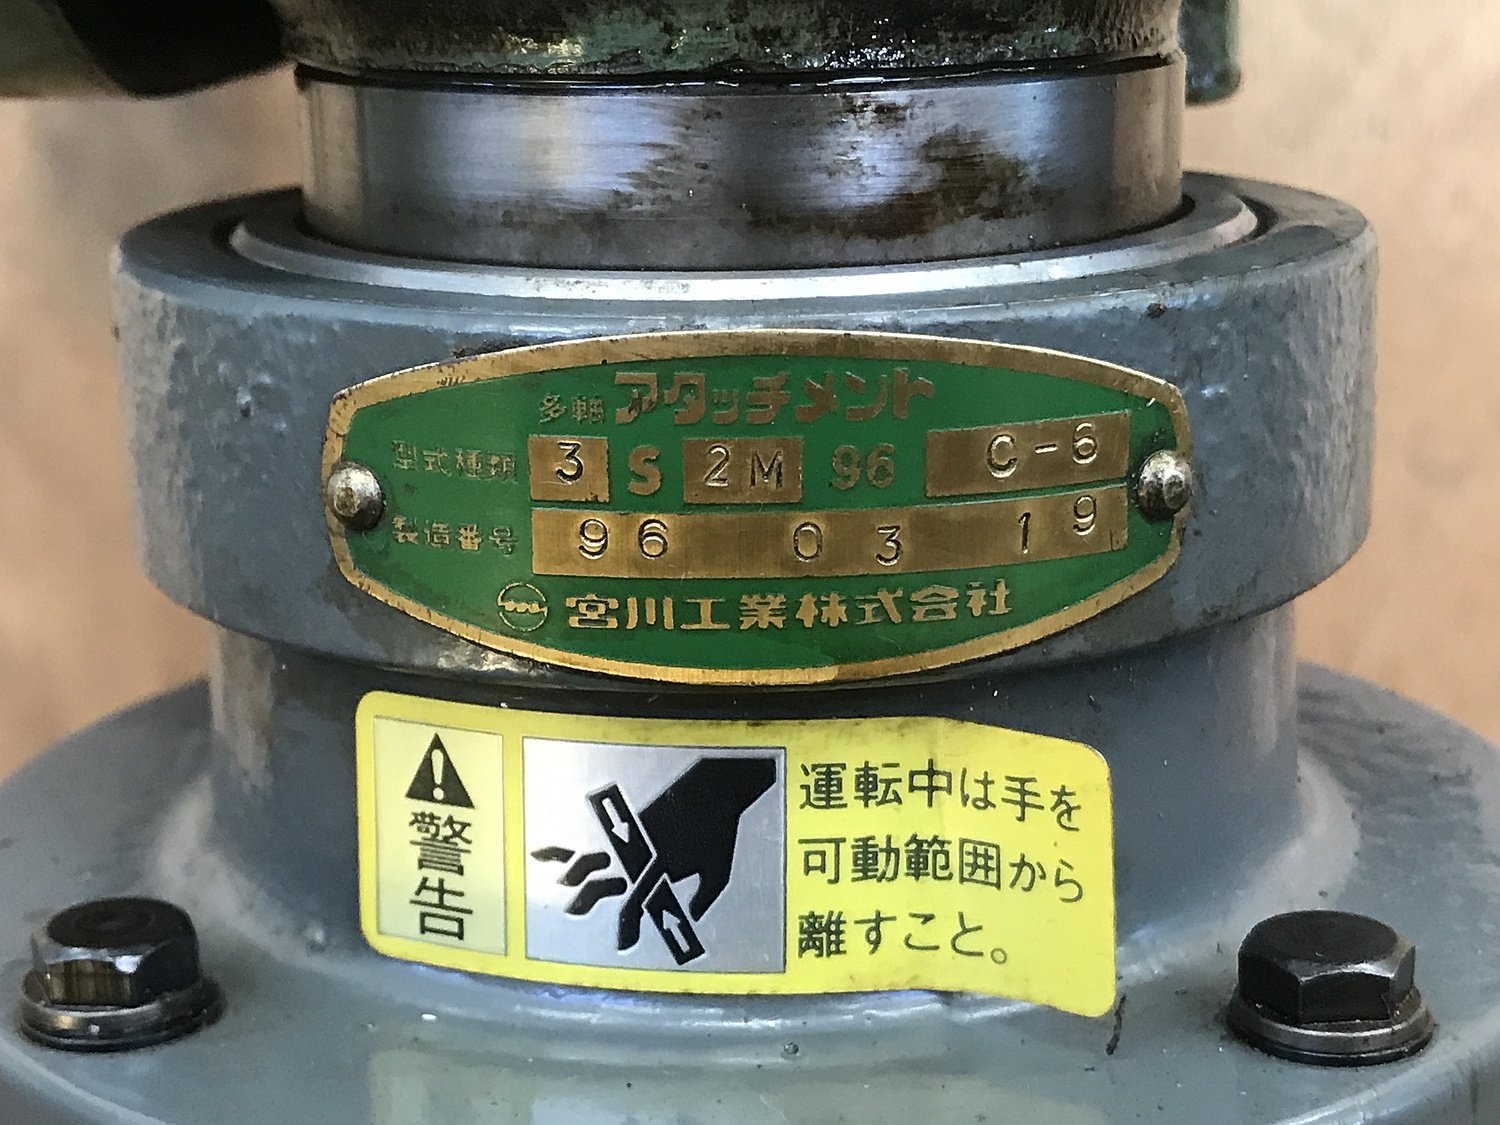 多軸 アタッチメント
型式種類 3 S 2M 96 C-6
製造番号 96 03 19
宮川工業株式会社
警告
運転中は手を
可動範囲から
離すこと。